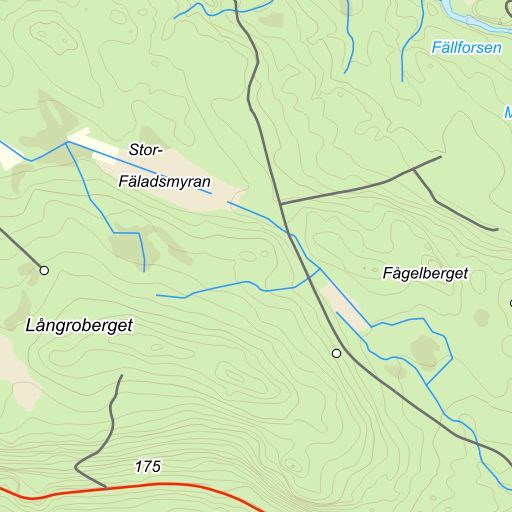 Fällforsen
M
Stor-
Fäladsmyran
Fågelberget
Långroberget
175